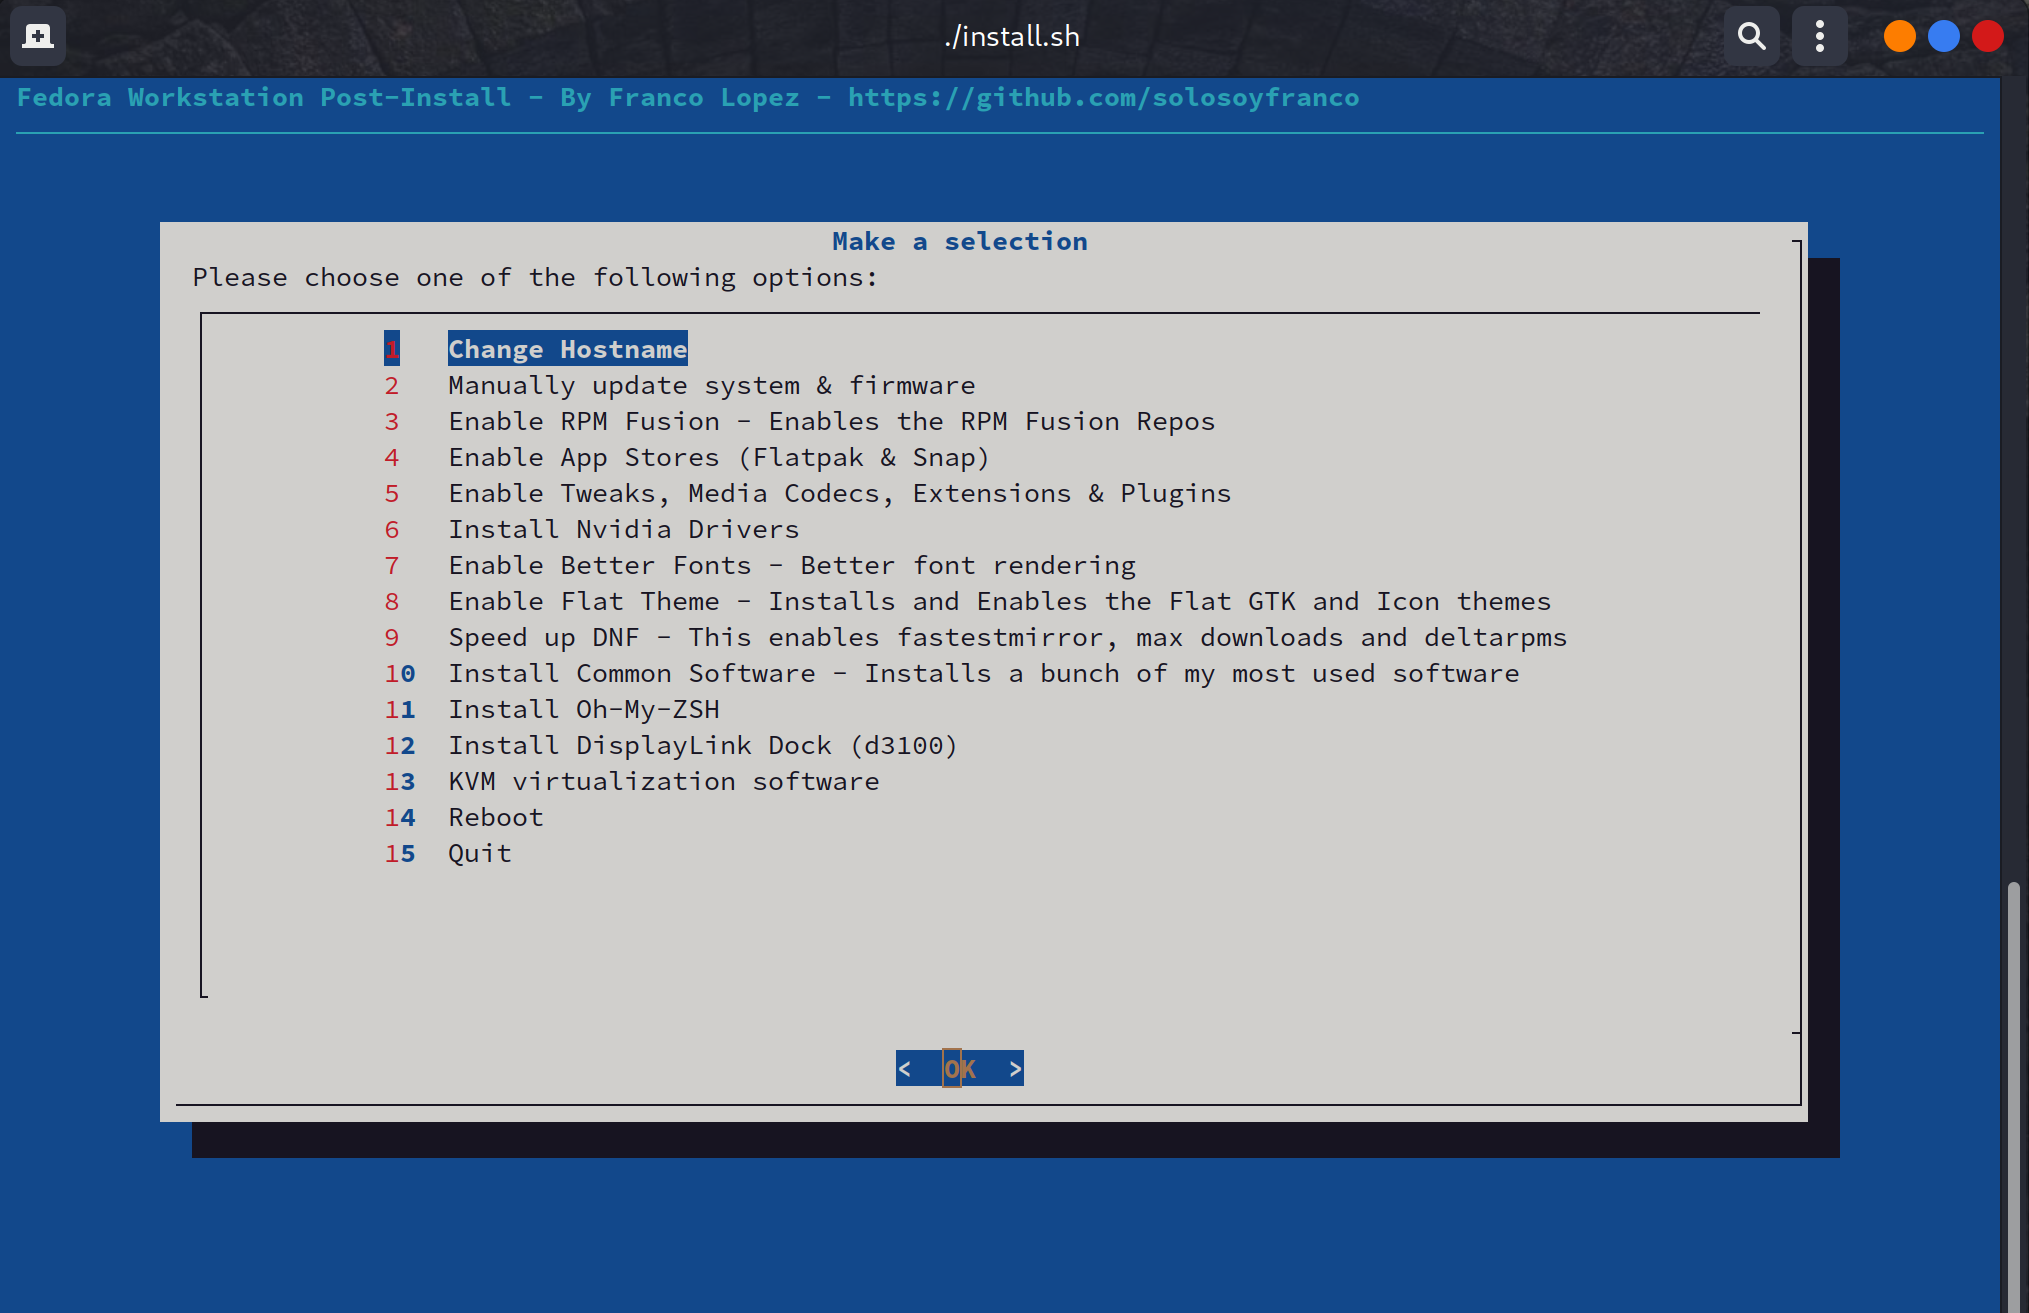 ./install.sh
Fedora Workstation Post-Install - By Franco Lopez - https://github.com/solosoyfranco
Make a selection
Please choose one of the following options:
1 Change Hostname
2 Manually update system & firmware
3 Enable RPM Fusion - Enables the RPM Fusion Repos
4 Enable App Stores (Flatpak & Snap)
5 Enable Tweaks, Media Codecs, Extensions & Plugins
6 Install Nvidia Drivers
7 Enable Better Fonts - Better font rendering
8 Enable Flat Theme - Installs and Enables the Flat GTK and Icon themes
9 Speed up DNF - This enables fastestmirror, max downloads and deltarpms
10 Install Common Software - Installs a bunch of my most used software
11 Install Oh-My-ZSH
12 Install DisplayLink Dock (d3100)
13 KVM virtualization software
14 Reboot
15 Quit
< OK >